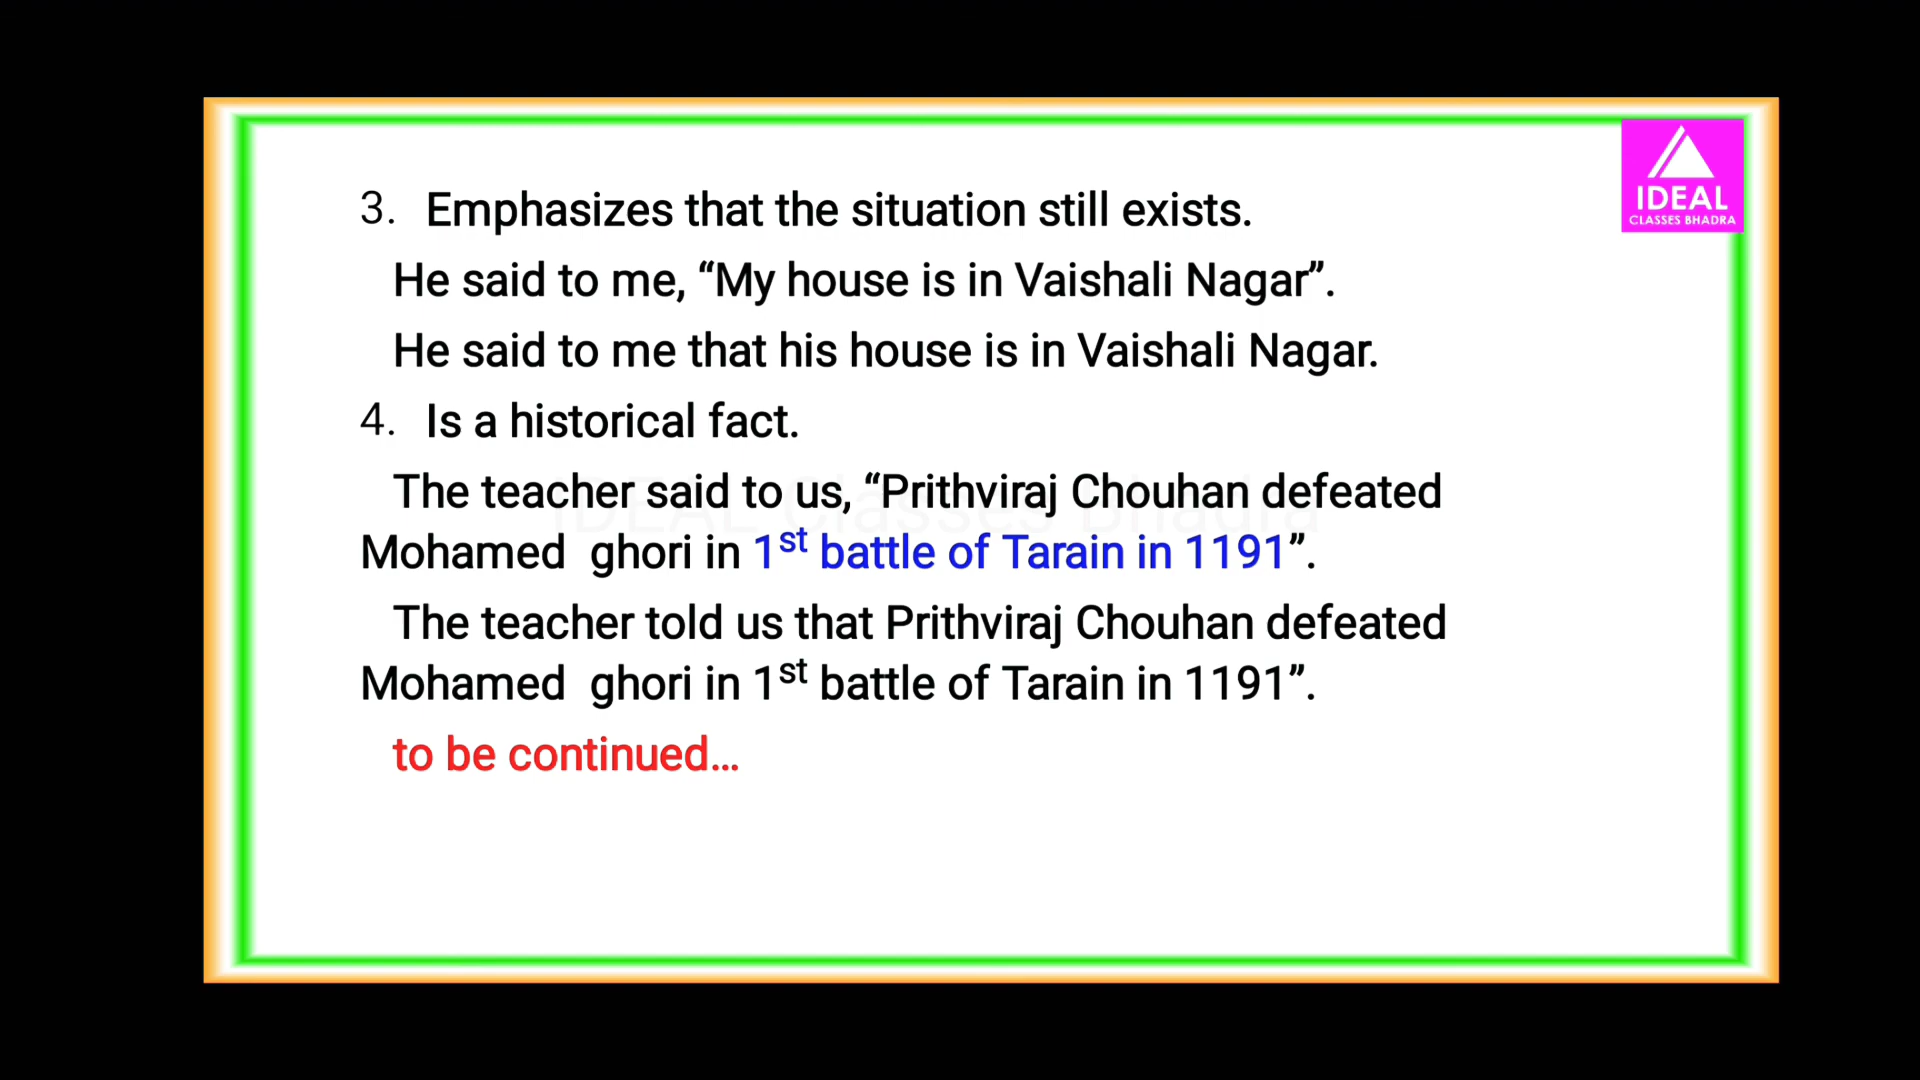 IDEAL
CLASSES BHADRA
3. Emphasizes that the situation still exists.
He said to me, “My house is in Vaishali Nagar”.
He said to me that his house is in Vaishali Nagar.
4. Is a historical fact.
IDEAL Classes Bhadra
The teacher said to us, “Prithviraj Chouhan defeated
Mohamed ghori in 1st battle of Tarain in 1191”.
The teacher told us that Prithviraj Chouhan defeated
Mohamed ghori in 1st battle of Tarain in 1191”.
to be continued...